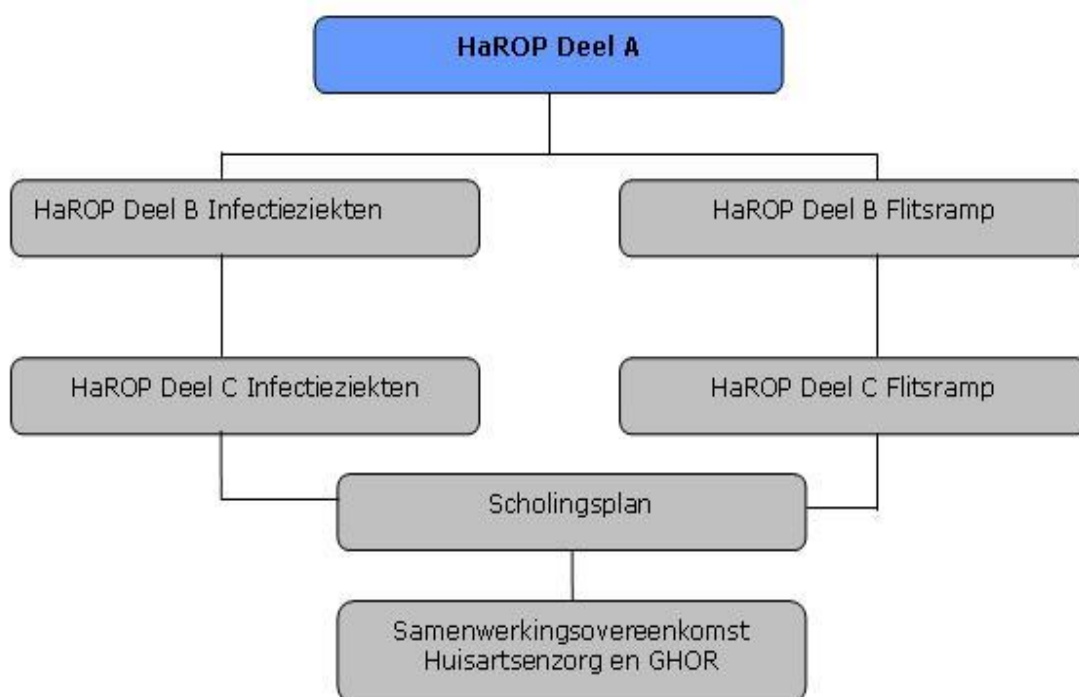 HaROP Deel A
HaROP Deel B Infectieziekten
HaROP Deel B Flitsramp
HaROP Deel C Infectieziekten
HaROP Deel C Flitsramp
Scholingsplan
Samenwerkingsovereenkomst
Huisartsenzorg en GHOR